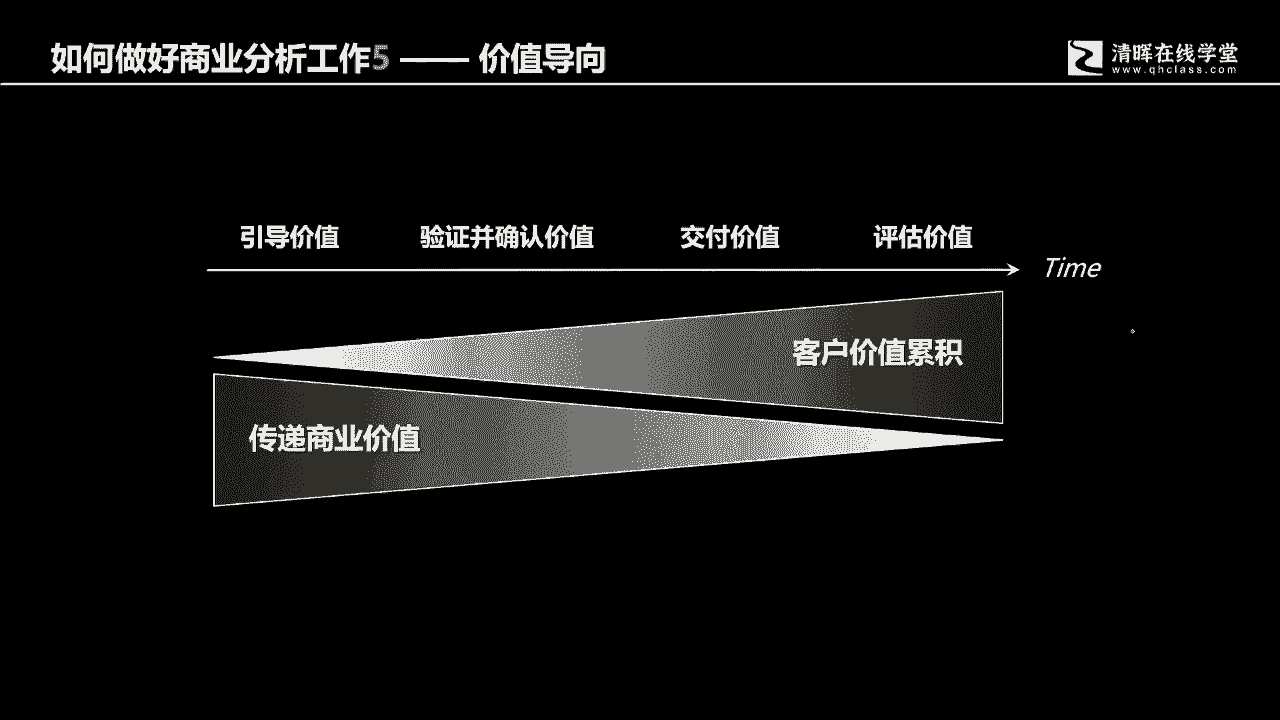 如何做好商业分析工作5 —— 价值导向
清晖在线学堂
www.qhclass.com
引导价值 验证并确认价值 交付价值 评估价值
Time
客户价值累积
传递商业价值